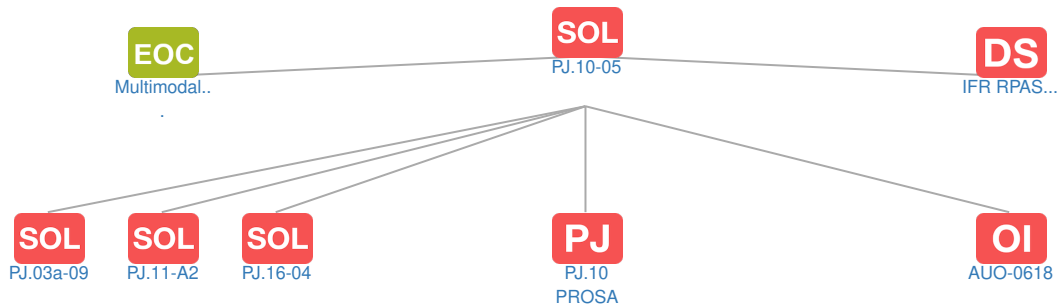 EOC
Multimodal..
.
SOL
PJ.10-05
DS
IFR RPAS...
SOL
PJ.03a-09
SOL
PJ.11-A2
SOL
PJ.16-04
PJ
PJ.10
PROSA
OI
AUO-0618